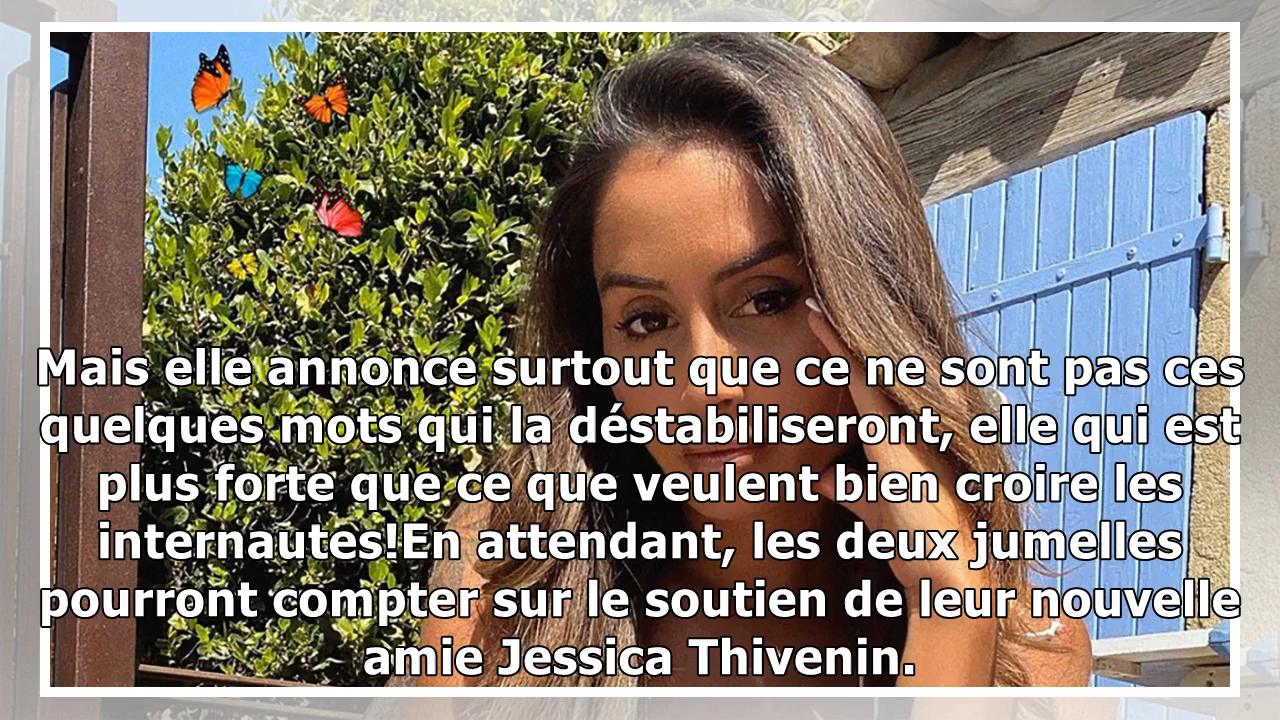 Mais elle annonce surtout que ce ne sont pas ces
quelques mots qui la déstabiliseront, elle qui est
plus forte que ce que veulent bien croire les
internautes!En attendant, les deux jumelles
pourront compter sur le soutien de leur nouvelle
amie Jessica Thivenin.